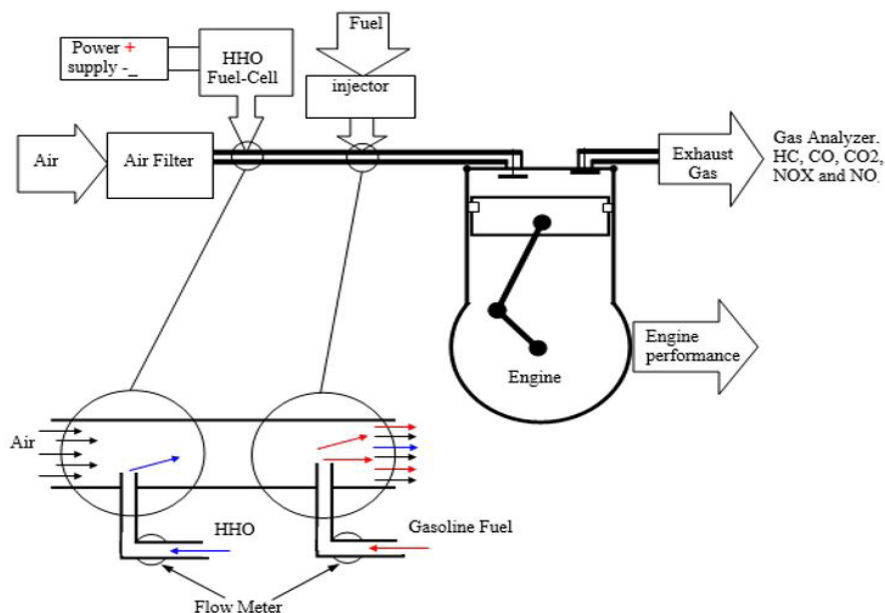 Fuel
Power +
supply -_
HHO
Fuel-Cell
injector
Air
Air Filter
Exhaust
Gas
Gas Analyzer.
HC, CO, CO2,
NOX and NO.
Engine
performance
Engine
Air
HHO
Gasoline Fuel
Flow Meter